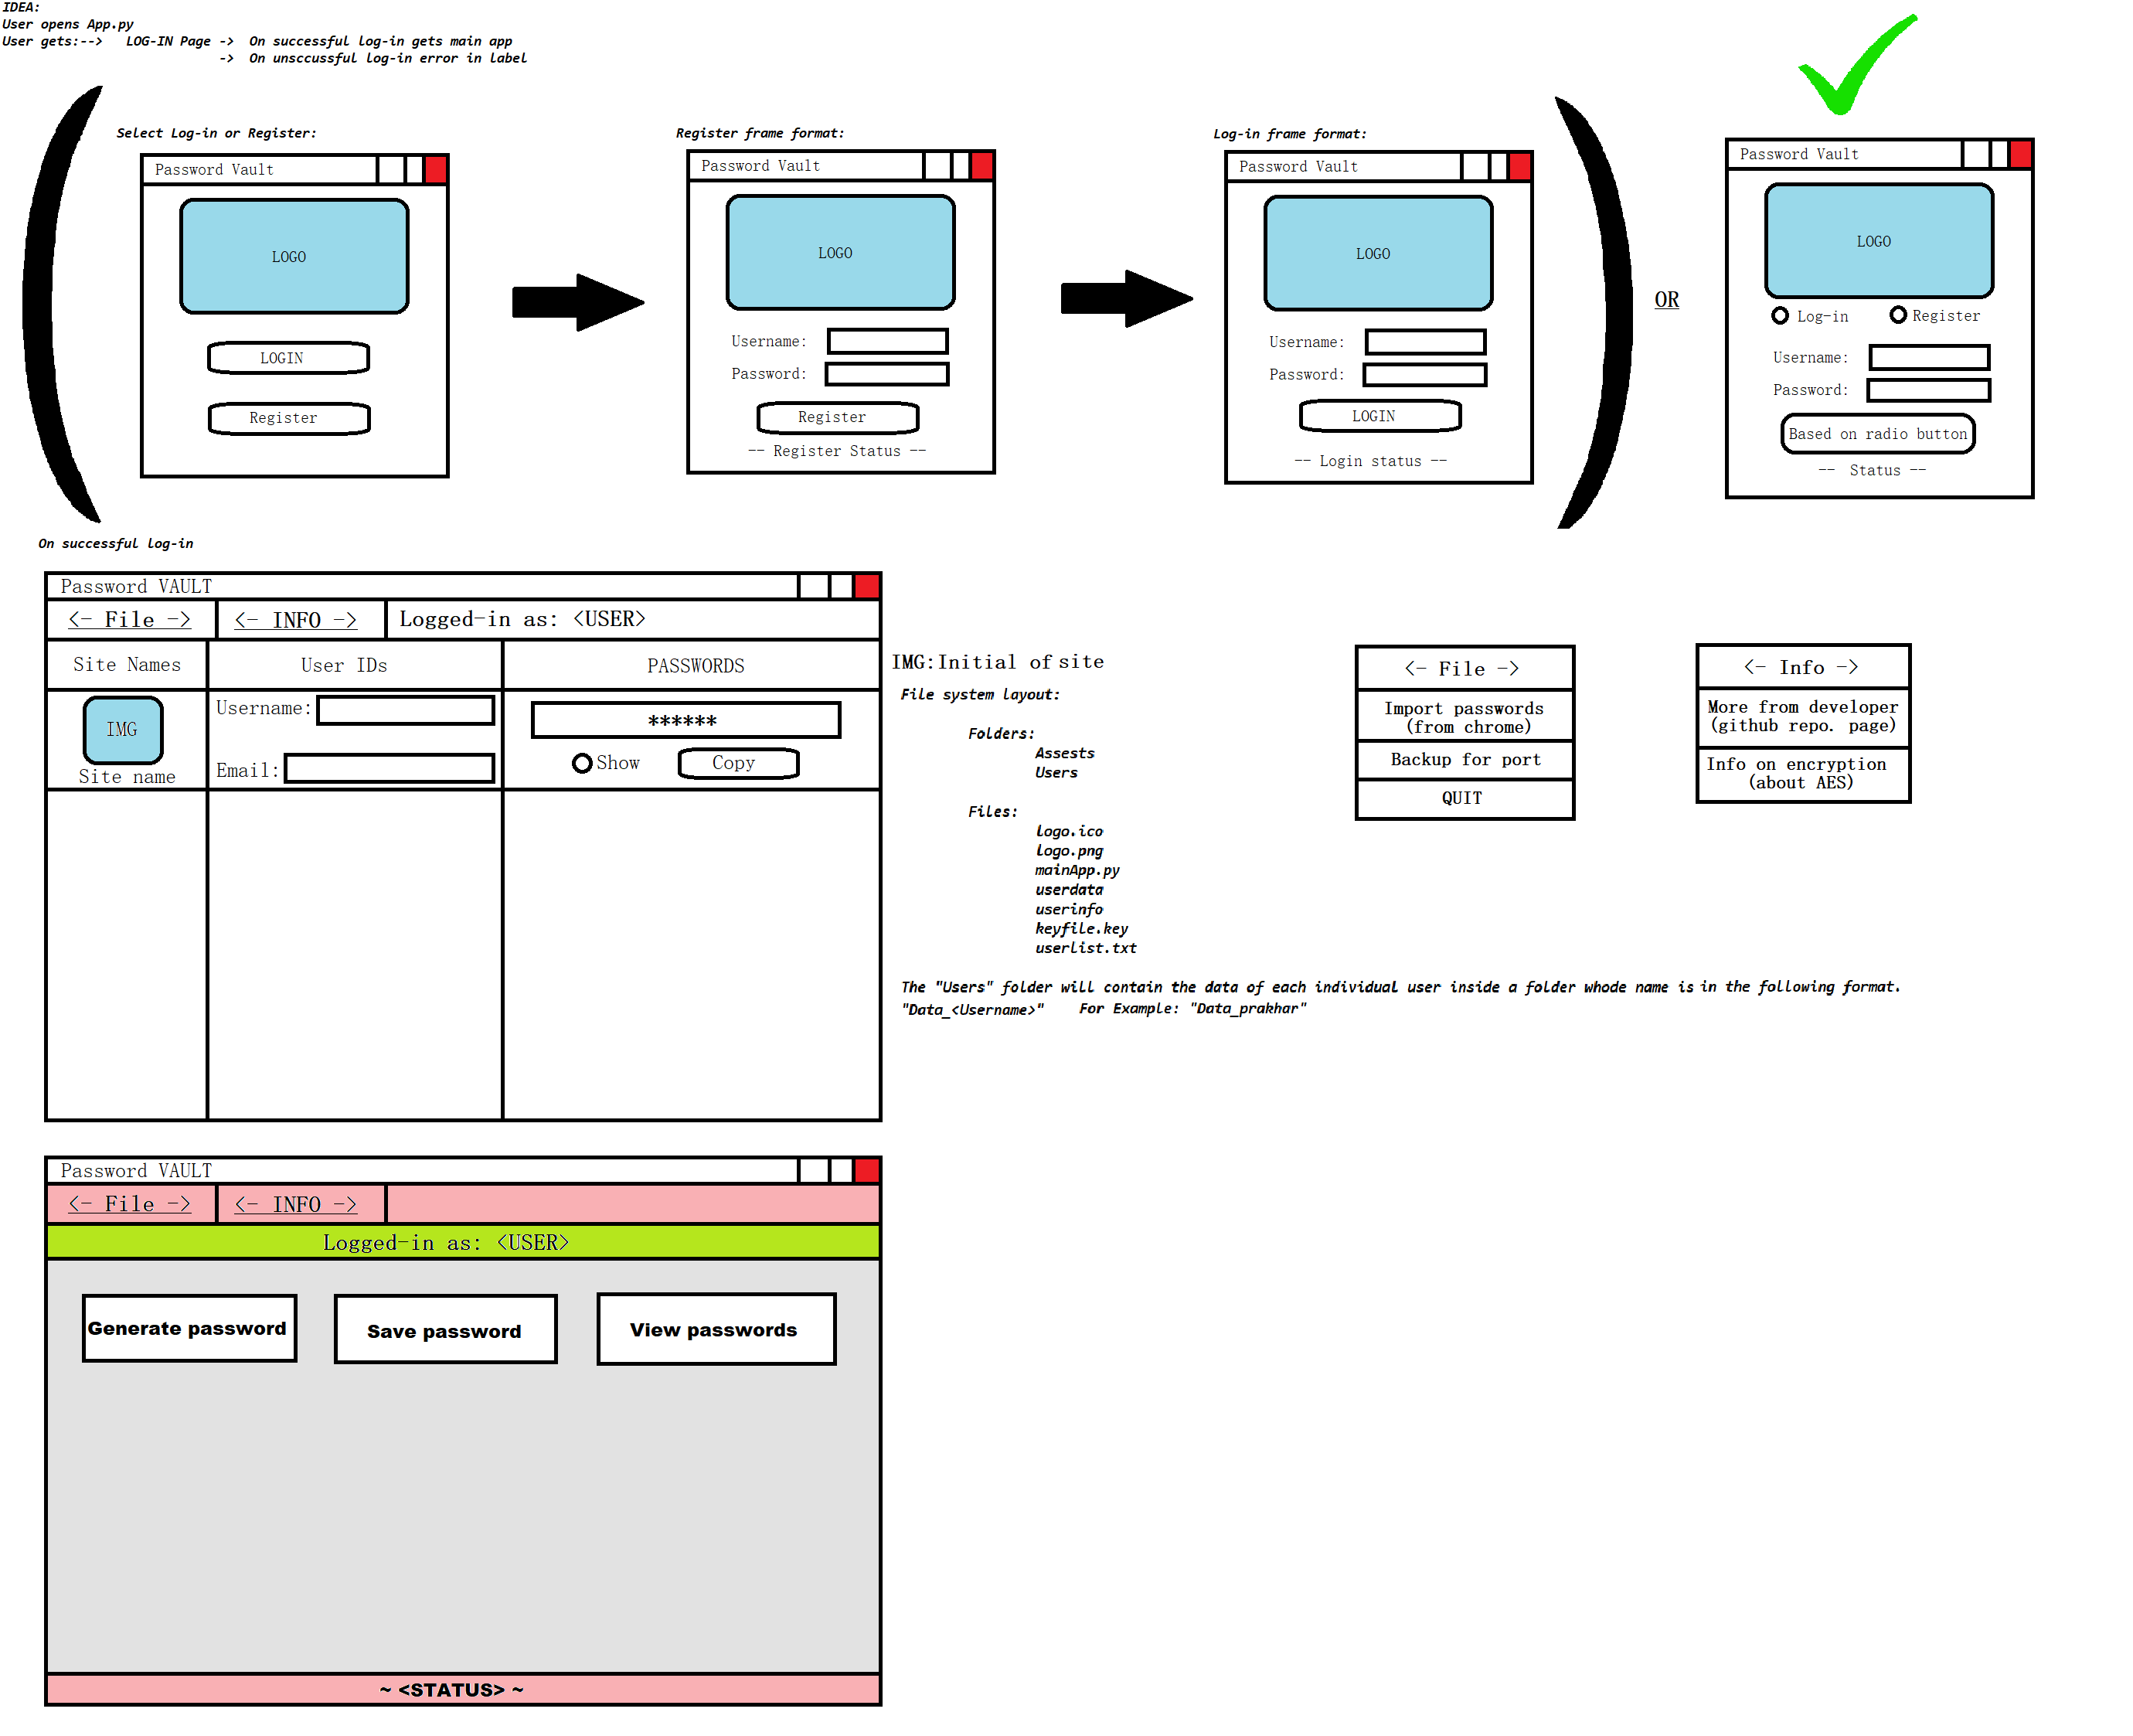 IDEA:
User opens App.py
User gets:--> LOG-IN Page -> On successful log-in gets main app
-> On unsccussful log-in error in label
Select Log-in or Register:
Password Vault
LOGO
LOGIN
Register
Register frame format:
Password Vault
LOGO
Username:
Password:
Register
-- Register Status --
Log-in frame format:
Password Vault
LOGO
Username:
Password:
LOGIN
-- Login status --
OR
Password Vault
LOGO
Log-in Register
Username:
Password:
Based on radio button
-- Status --
On successful log-in
Password VAULT
<- File -> <- INFO -> Logged-in as: <USER>
Site Names User IDs PASSWORDS
IMG
Site name
Username:
Email:
******
Show Copy
IMG:Initial of site
File system layout:
Folders:
Assests
Users
Files:
logo.ico
logo.png
mainApp.py
userdata
userinfo
keyfile.key
userlist.txt
The "Users" folder will contain the data of each individual user inside a folder whode name is in the following format.
"Data_<Username>" For Example: "Data_prakhar"
<- File ->
Import passwords
(from chrome)
Backup for port
QUIT
<- Info ->
More from developer
(github repo. page)
Info on encryption
(about AES)
Password VAULT
<- File -> <- INFO ->
Logged-in as: <USER>
Generate password Save password View passwords
~ <STATUS> ~